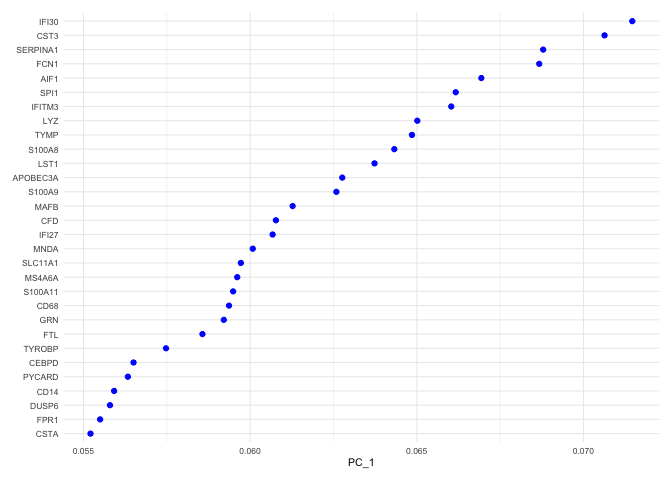 IFI30
CST3
SERPINA1
FCN1
AIF1
SPI1
IFITM3
LYZ
TYMP
S100A8
LST1
APOBEC3A
S100A9
MAFB
CFD
IFI27
MNDA
SLC11A1
MS4A6A
S100A11
CD68
GRN
FTL
TYROBP
CEBPD
PYCARD
CD14
DUSP6
FPR1
CSTA
0.055 0.060 0.065 0.070
PC_1